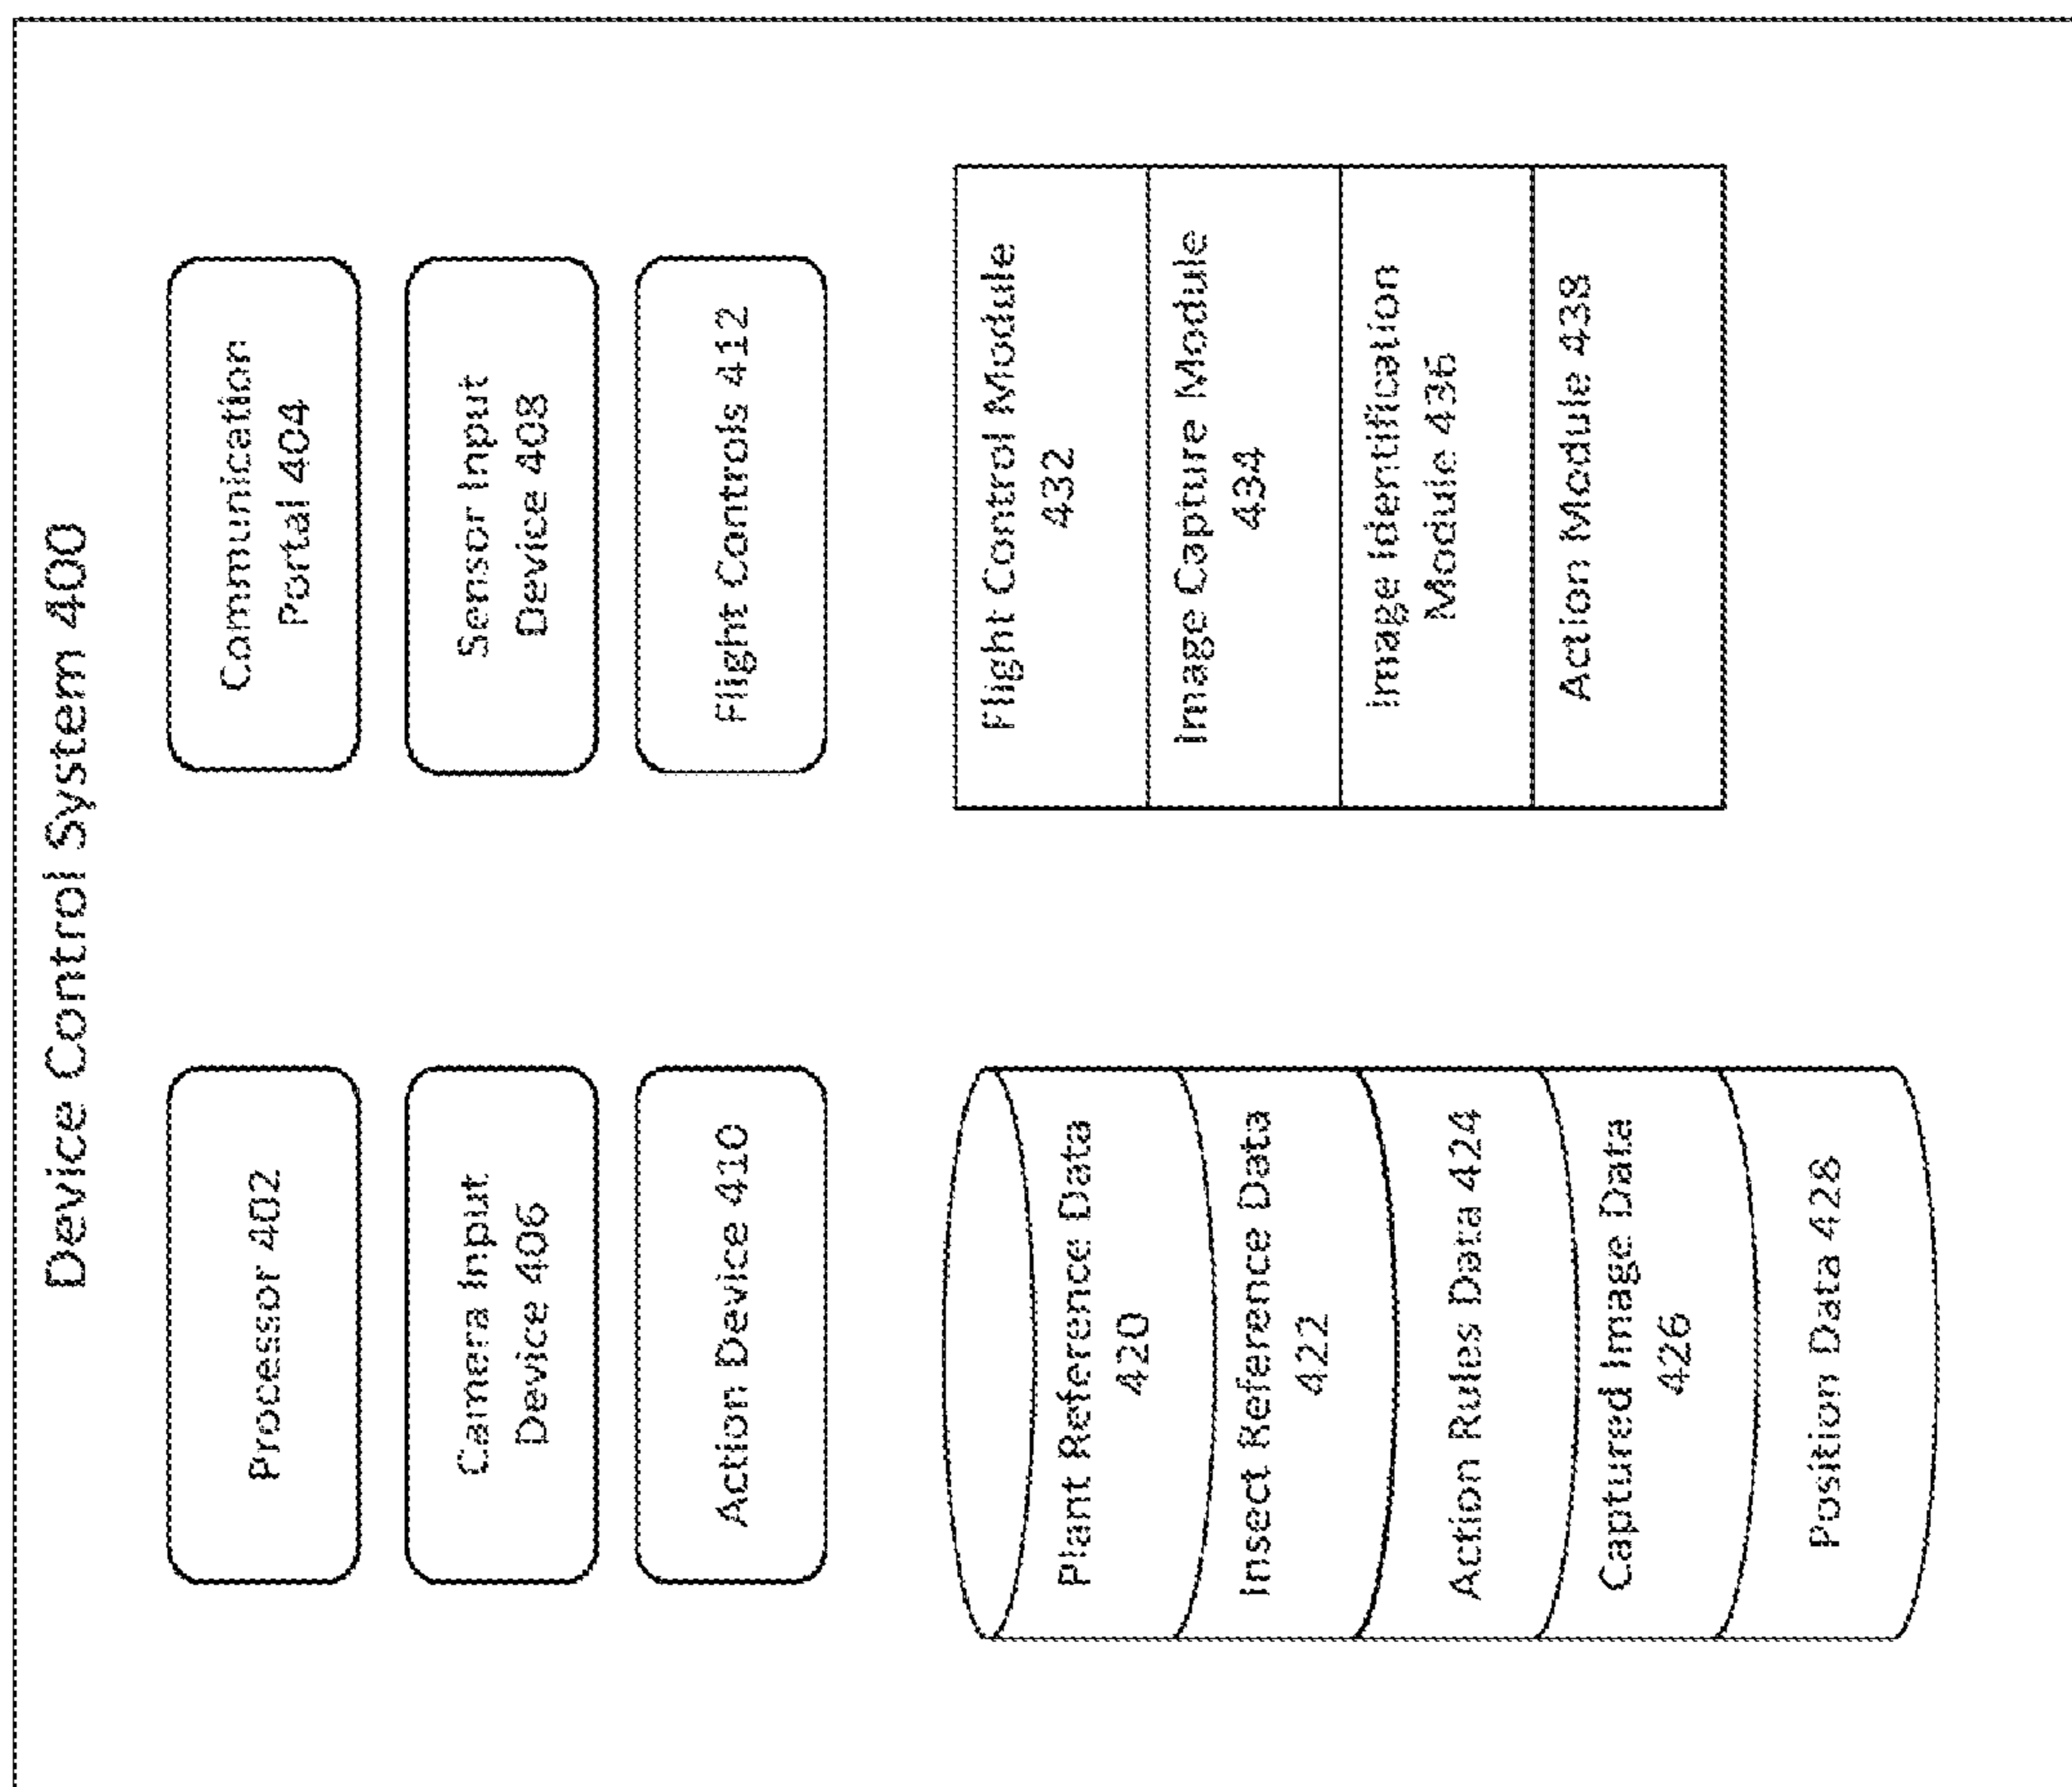 Device Control System 400
Processor 402
Communication
Portal 404
Camera Input
Device 406
Sensor Input
Device 408
Action Device 410
Flight Controls 412
Plant Reference Data
420
Insect Reference Data
422
Action Rules Data 424
Captured Image Data
426
Position Data 428
Flight Control Module
432
Image Capture Module
434
Image Identification
Module 436
Action Module 438